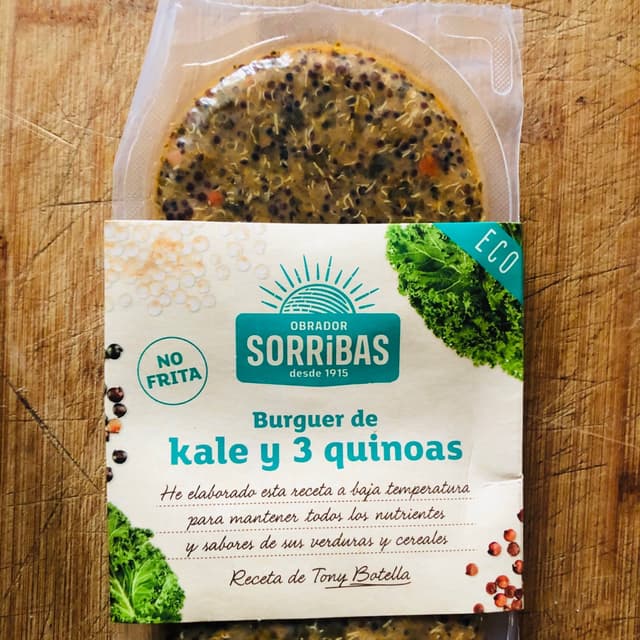 ECO
OBRADOR
SORRiBAS
desde 1915
NO
FRITA
Burguer de
kale y 3 quinoas
He elaborado esta receta a baja temperatura
para mantener todos los nutrientes
y sabores de sus verduras y cereales
Receta de Tony Botella